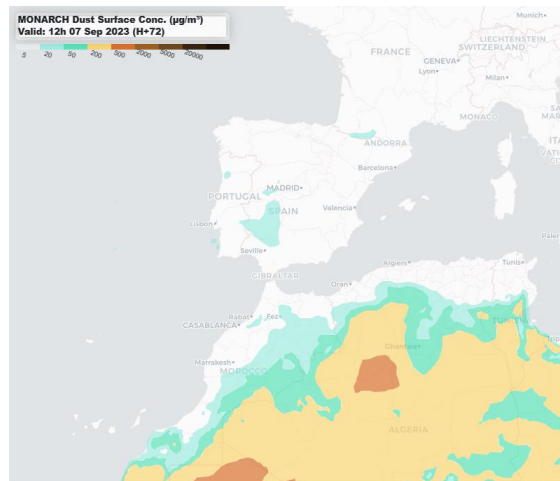 MONARCH Dust Surface Conc. (µg/m³)
Valid: 12h 07 Sep 2023 (H+72)
5 20 50 200 500 2000 5000 20000
Munich
LIECHTENSTEIN
FRANCE
SWITZERLAND
GENEVA
Lyon
Milan
MONACO
ANDORRA
Barcelona
MADRID
PORTUGAL
SPAIN
Valencia
Lisbon
Seville
GIBRALTAR
Algiers
Tunis
Oran
Rabat
Fez
CASABLANCA
TUNISIA
Ghardaia
Marrakesh
MOROCCO
ALGERIA